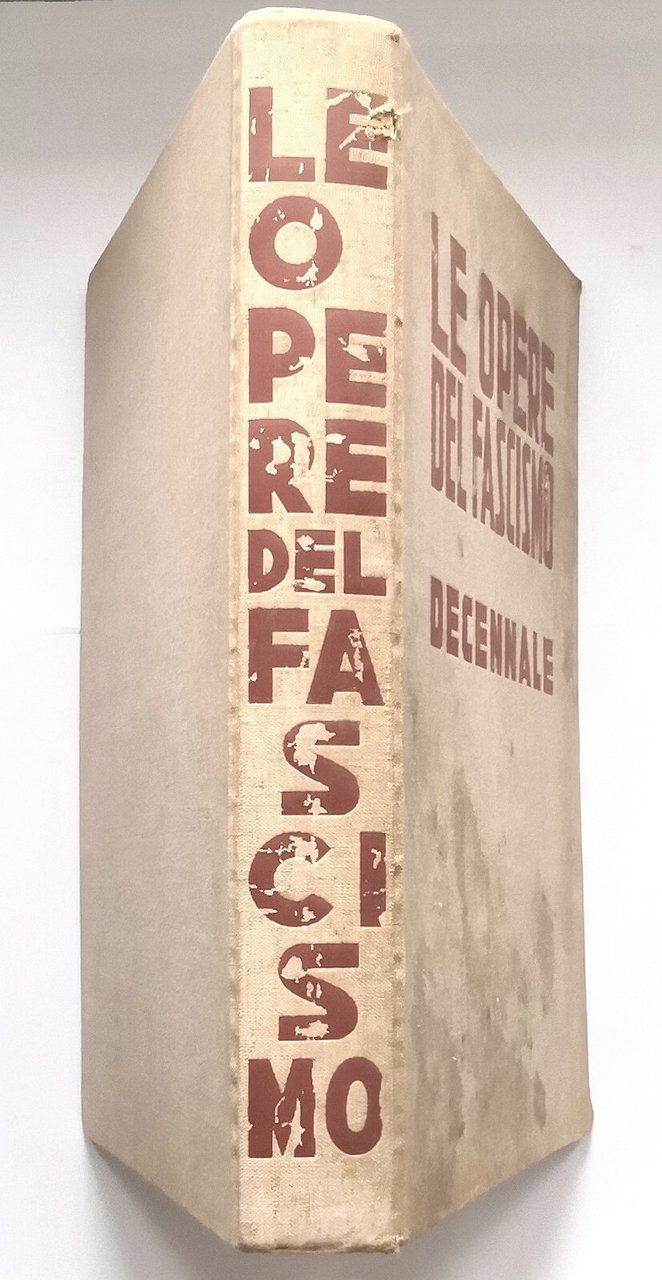 LE
O
PE
RE
DEL
FA
S
CI
S
MO
LE OPERE
DEL FASCISMO
DECENNALE